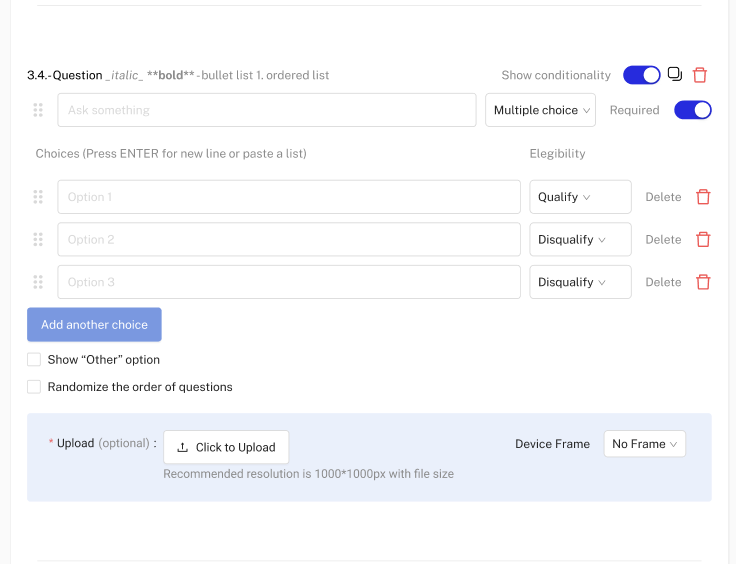 3.4.- Question _italic_ **bold** - bullet list 1. ordered list Show conditionality
Ask something Multiple choice Required
Choices (Press ENTER for new line or paste a list) Elegibility
Option 1 Qualify Delete
Option 2 Disqualify Delete
Option 3 Disqualify Delete
Add another choice
Show “Other” option
Randomize the order of questions
* Upload (optional) : Click to Upload Device Frame No Frame
Recommended resolution is 1000*1000px with file size